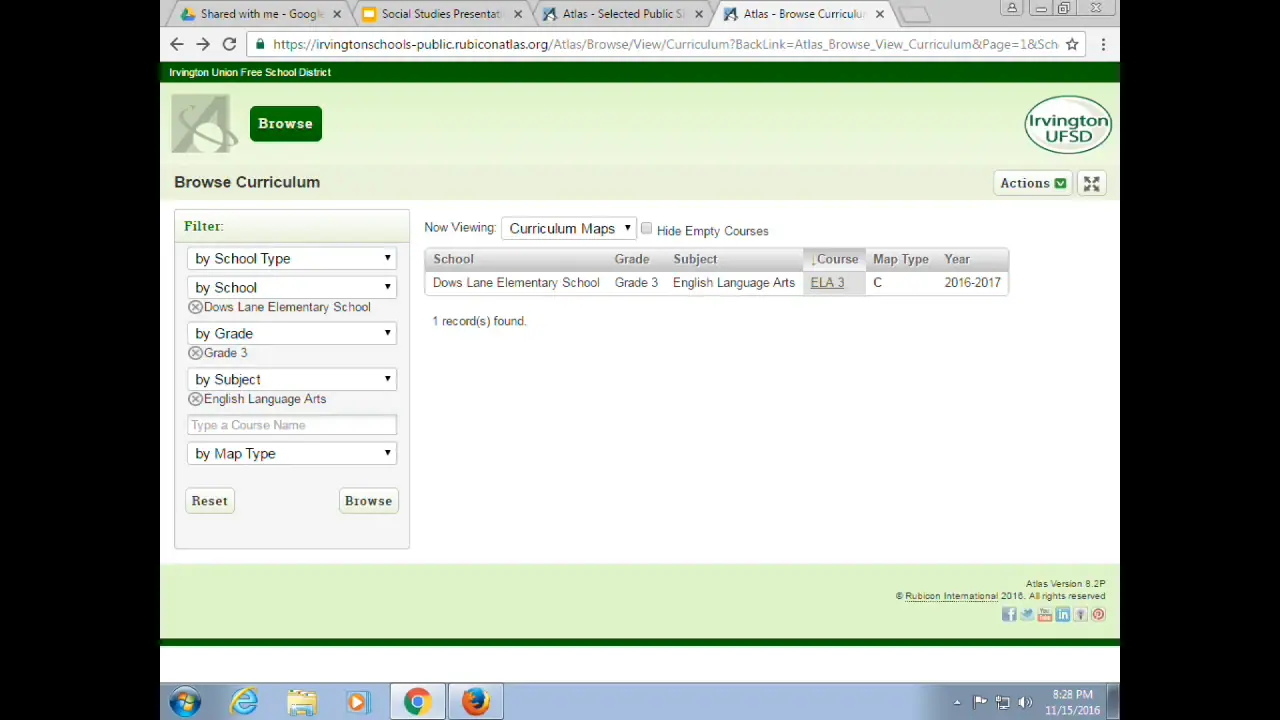 Shared with me - Google
Social Studies Presentat
Atlas - Selected Public S
Atlas - Browse Curriculu
https://irvingtonschools-public.rubiconatlas.org/Atlas/Browse/View/Curriculum?BackLink=Atlas_Browse_View_Curriculum&Page=1&Sch
Irvington Union Free School District
Browse
Irvington
UFSD
Browse Curriculum
Actions
Filter:
by School Type
by School
Dows Lane Elementary School
by Grade
Grade 3
by Subject
English Language Arts
Type a Course Name
by Map Type
Reset Browse
Now Viewing: Curriculum Maps Hide Empty Courses
School Grade Subject ↓Course Map Type Year
Dows Lane Elementary School Grade 3 English Language Arts ELA 3 C 2016-2017
1 record(s) found.
Atlas Version 8.2P
© Rubicon International 2016. All rights reserved
8:28 PM
11/15/2016